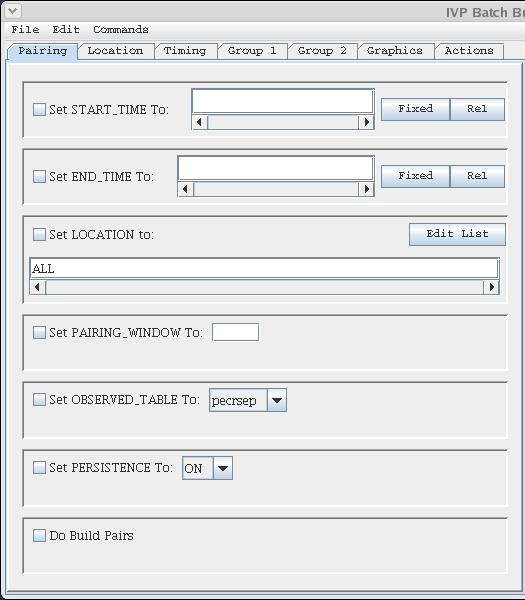 IVP Batch
File Edit Commands
Pairing Location Timing Group 1 Group 2 Graphics Actions
Set START_TIME To: Fixed Rel
Set END_TIME To: Fixed Rel
Set LOCATION to: Edit List
ALL
Set PAIRING_WINDOW To:
Set OBSERVED_TABLE To: pecrsep
Set PERSISTENCE To: ON
Do Build Pairs